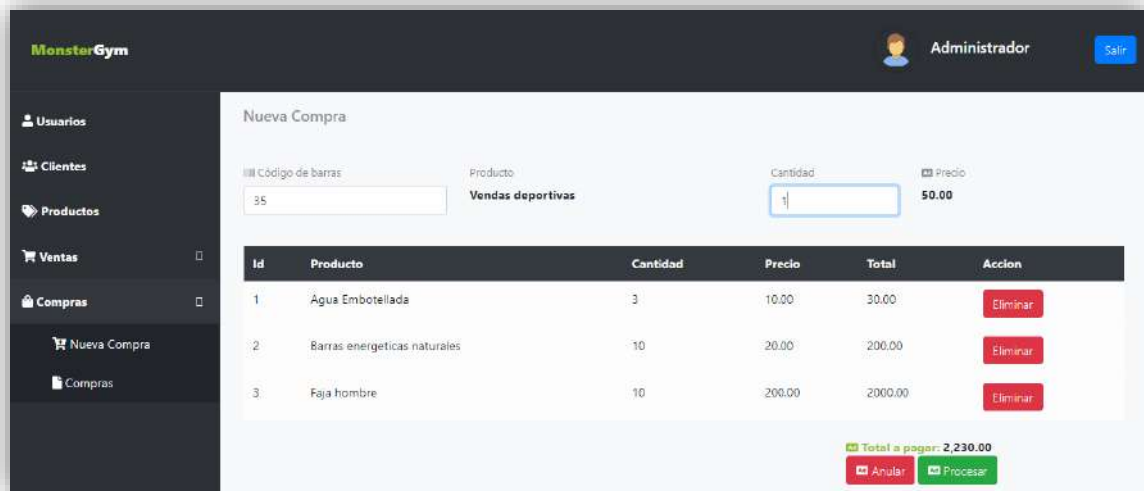 MonsterGym
Administrador
Salir
Usuarios
Clientes
Productos
Ventas
Compras
Nueva Compra
Compras
Nueva Compra
Código de barras
Producto
Cantidad
Precio
35
Vendas deportivas
1
50.00
Id Producto Cantidad Precio Total Accion
1 Agua Embotellada 3 10.00 30.00 Eliminar
2 Barras energeticas naturales 10 20.00 200.00 Eliminar
3 Faja hombre 10 200.00 2000.00 Eliminar
Total a pagar: 2,230.00
Anular Procesar